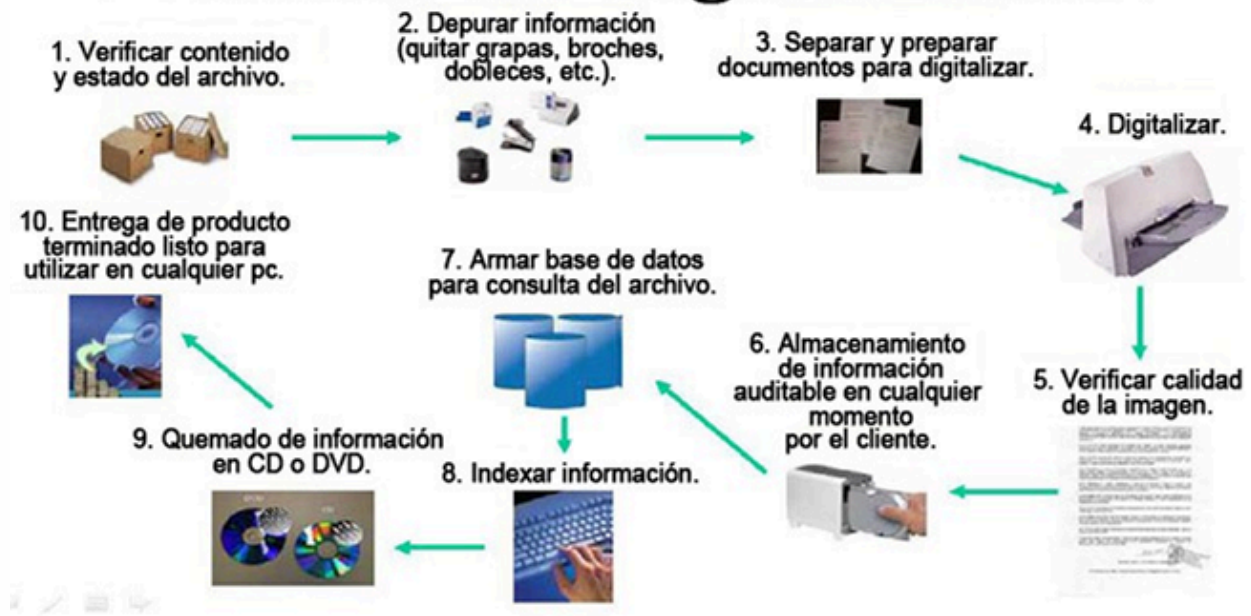 1. Verificar contenido
y estado del archivo.
2. Depurar información
(quitar grapas, broches,
dobleces, etc.).
3. Separar y preparar
documentos para digitalizar.
4. Digitalizar.
5. Verificar calidad
de la imagen.
6. Almacenamiento
de información
auditable en cualquier
momento
por el cliente.
7. Armar base de datos
para consulta del archivo.
8. Indexar información.
9. Quemado de información
en CD o DVD.
10. Entrega de producto
terminado listo para
utilizar en cualquier pc.